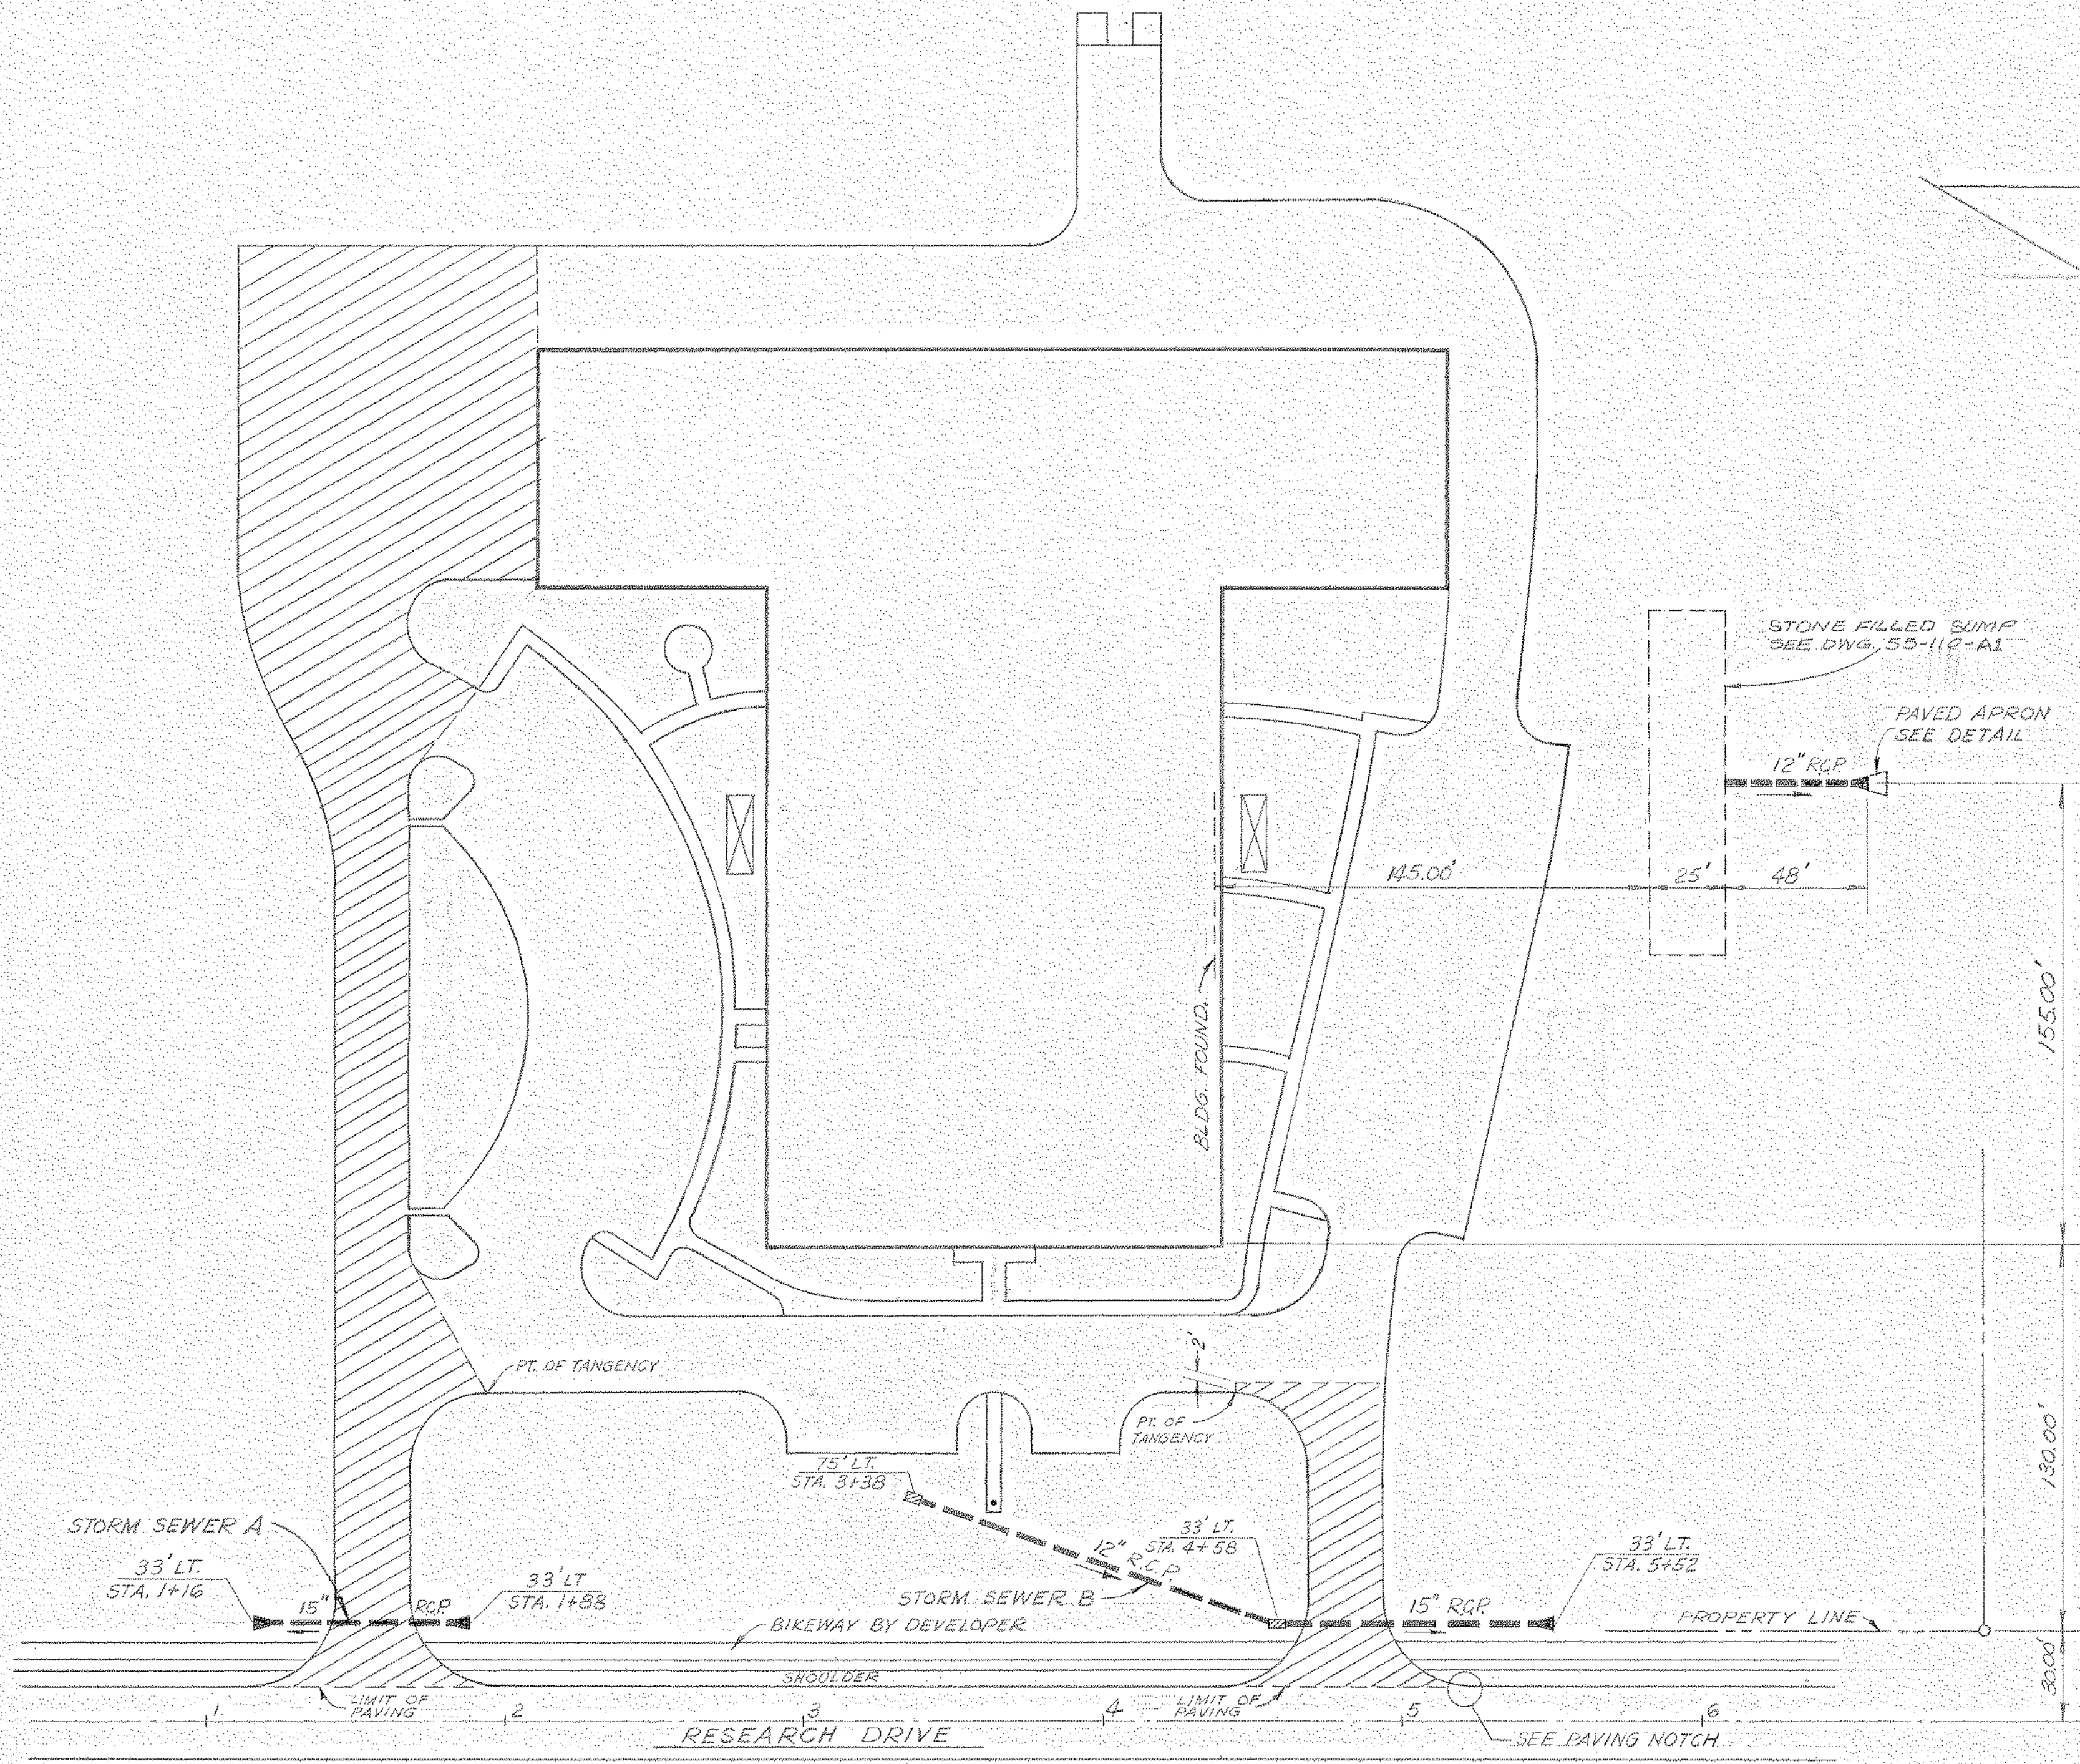 STONE FILLED SUMP
SEE DWG. 55-110-A1
PAVED APRON
SEE DETAIL
12" R.C.P.
145.00'
25'
48'
155.00'
BLDG. FOUND.
PT. OF TANGENCY
2'
PT. OF
TANGENCY
130.00'
75' LT.
STA. 3+38
STORM SEWER A
33' LT.
STA. 1+16
15" R.C.P.
33' LT
STA. 1+88
12" R.C.P.
33' LT.
STA. 4+58
STORM SEWER B
BIKEWAY BY DEVELOPER
15" R.C.P.
33' LT.
STA. 5+52
PROPERTY LINE
SHOULDER
30.00'
LIMIT OF
PAVING
LIMIT OF
PAVING
1 2 3 4 5 6
RESEARCH DRIVE
SEE PAVING NOTCH